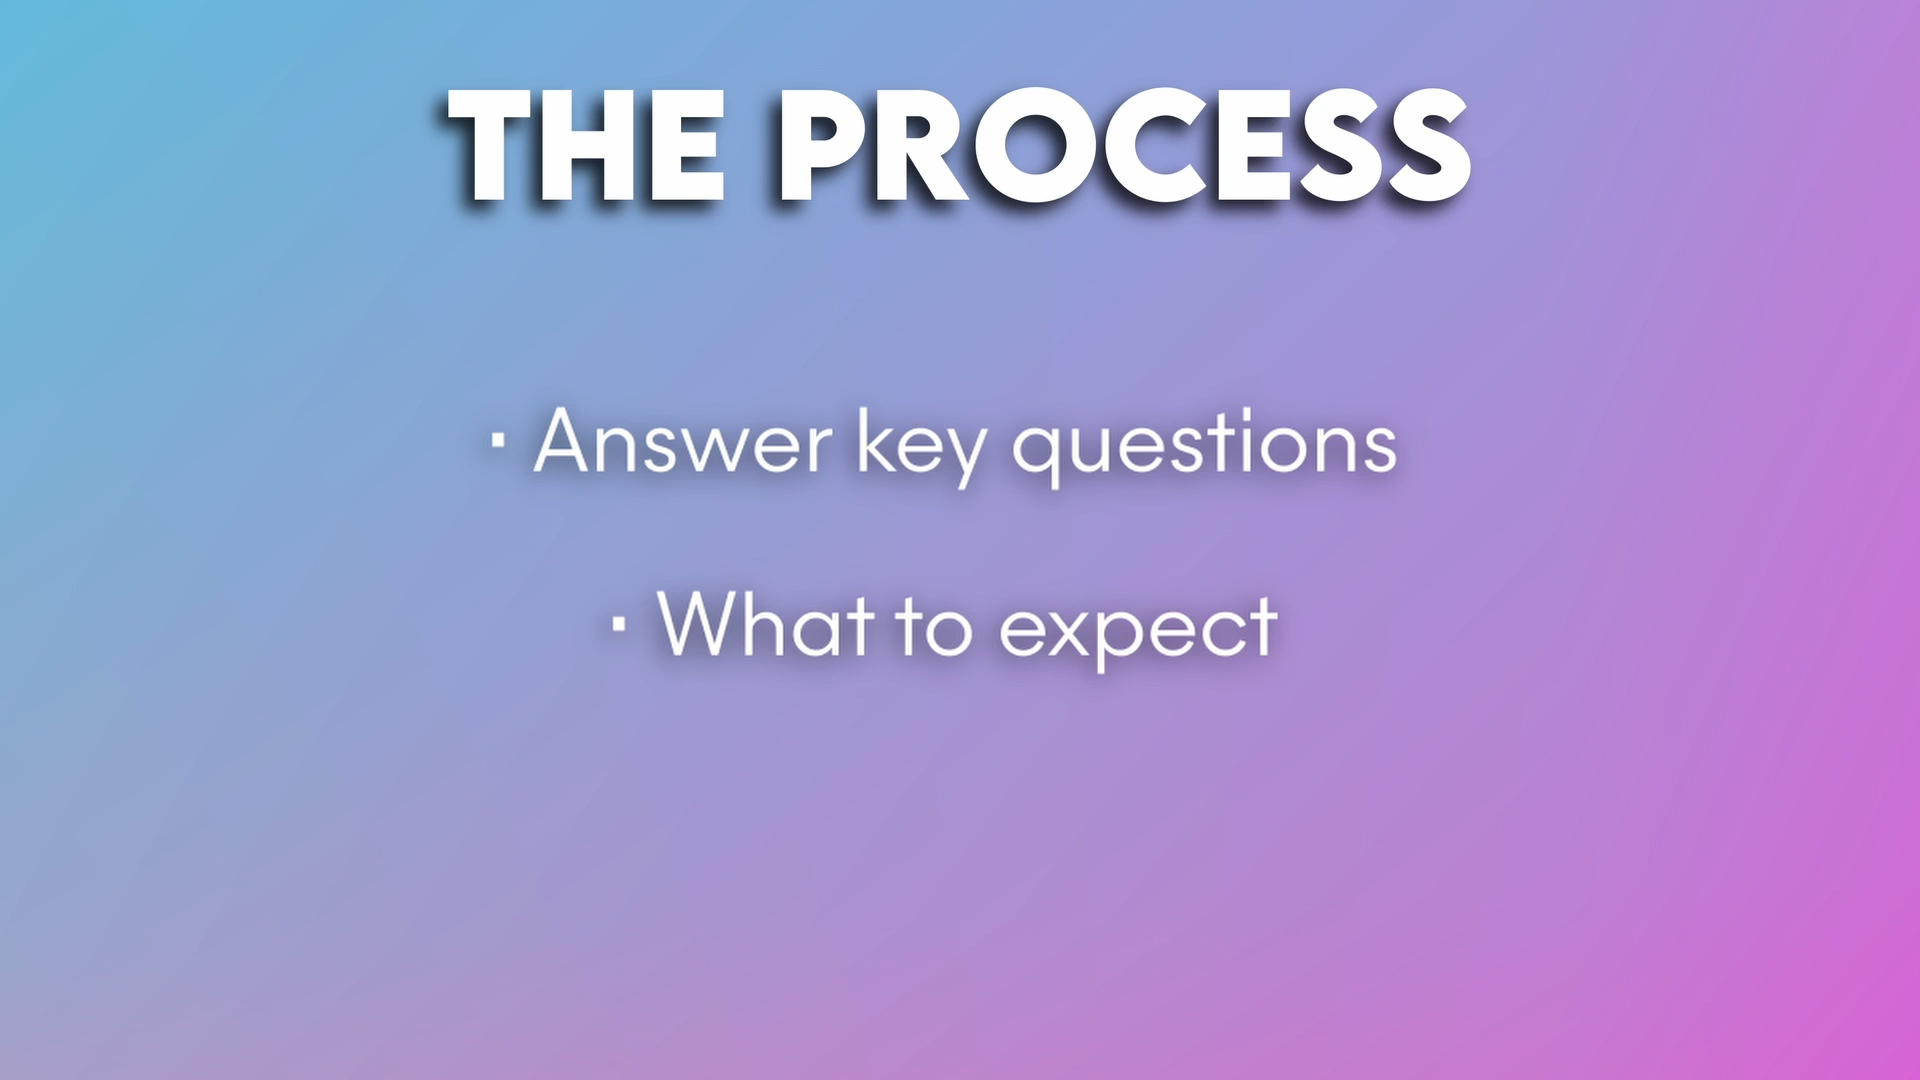 THE PROCESS
· Answer key questions
· What to expect